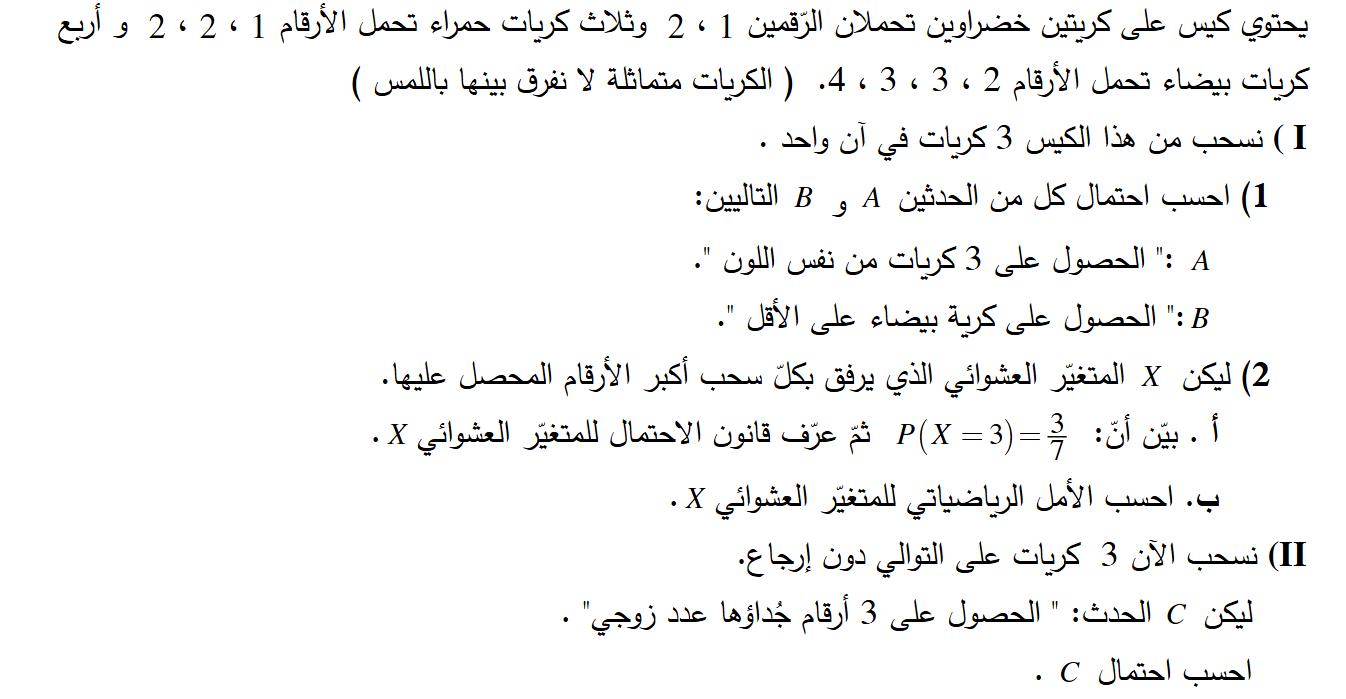 يحتوي كيس على كريتين خضراوين تحملان الرّقمين 1 ، 2 وثلاث كريات حمراء تحمل الأرقام 1 ، 2 ، 2 و أربع
كريات بيضاء تحمل الأرقام 2 ، 3 ، 3 ، 4. ( الكريات متماثلة لا نفرق بينها باللمس )
I ) نسحب من هذا الكيس 3 كريات في آن واحد .
1) احسب احتمال كل من الحدثين A و B التاليين:
A :" الحصول على 3 كريات من نفس اللون ".
B :" الحصول على كرية بيضاء على الأقل ".
2) ليكن X المتغيّر العشوائي الذي يرفق بكلّ سحب أكبر الأرقام المحصل عليها.
أ . بيّن أنّ: P(X = 3) = 3/7 ثمّ عرّف قانون الاحتمال للمتغيّر العشوائي X .
ب. احسب الأمل الرياضياتي للمتغيّر العشوائي X .
II) نسحب الآن 3 كريات على التوالي دون إرجاع.
ليكن C الحدث: " الحصول على 3 أرقام جُداؤها عدد زوجي" .
احسب احتمال C .